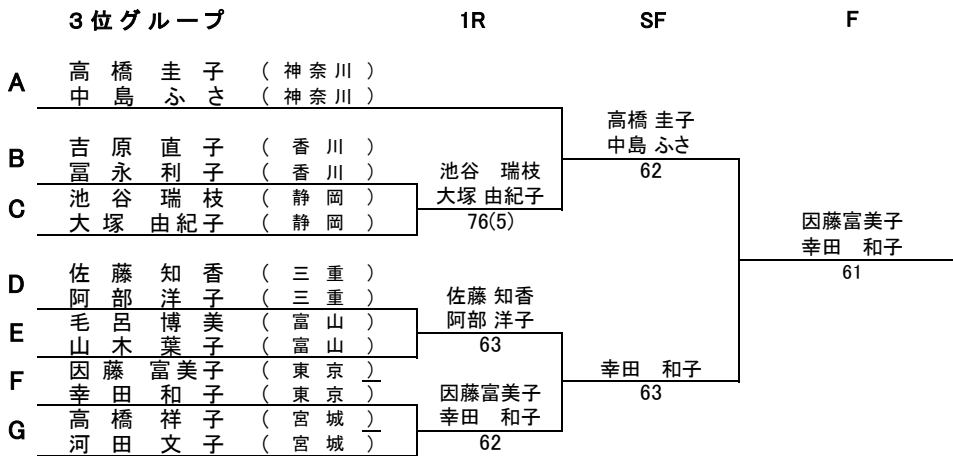 3位グループ 1R SF F
A 高橋 圭子 (神奈川)
中島 ふさ (神奈川)
高橋 圭子
中島 ふさ
62
B 吉原 直子 (香川)
冨永 利子 (香川)
池谷 瑞枝
大塚 由紀子
76(5)
C 池谷 瑞枝 (静岡)
大塚 由紀子 (静岡)
因藤富美子
幸田 和子
61
D 佐藤 知香 (三重)
阿部 洋子 (三重)
佐藤 知香
阿部 洋子
63
E 毛呂 博美 (富山)
山木 葉子 (富山)
幸田 和子
63
F 因藤 富美子 (東京)
幸田 和子 (東京)
因藤富美子
幸田 和子
62
G 高橋 祥子 (宮城)
河田 文子 (宮城)